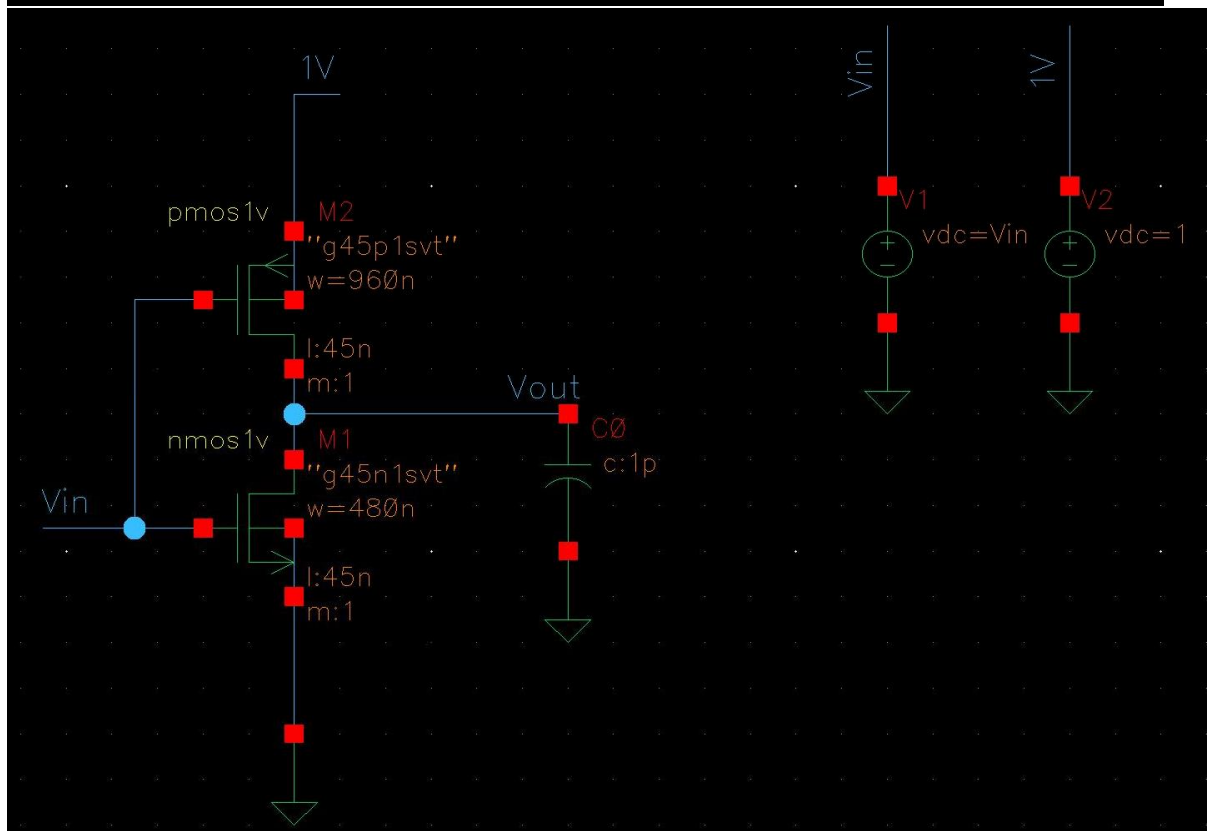 1V
pmos1v
M2
"g45p1svt"
w=960n
l:45n
m:1
Vout
nmos1v
M1
"g45n1svt"
w=480n
l:45n
m:1
Vin
C0
c:1p
Vin
V1
vdc=Vin
+
−
1V
V2
vdc=1
+
−